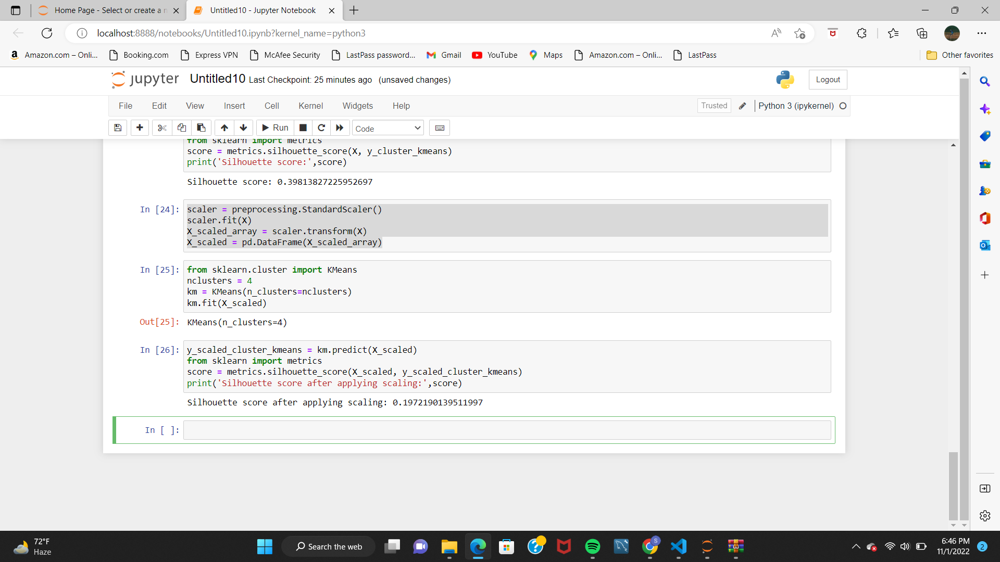 Home Page - Select or create a n
Untitled10 - Jupyter Notebook
localhost:8888/notebooks/Untitled10.ipynb?kernel_name=python3
Amazon.com – Onli...
Booking.com
Express VPN
McAfee Security
LastPass password...
Gmail
YouTube
Maps
Amazon.com – Onli...
LastPass
Other favorites
jupyter Untitled10 Last Checkpoint: 25 minutes ago (unsaved changes)
Logout
File Edit View Insert Cell Kernel Widgets Help
Trusted
Python 3 (ipykernel)
Run
Code
from sklearn import metrics
score = metrics.silhouette_score(X, y_cluster_kmeans)
print('Silhouette score:',score)
Silhouette score: 0.39813827225952697
In [24]: scaler = preprocessing.StandardScaler()
scaler.fit(X)
X_scaled_array = scaler.transform(X)
X_scaled = pd.DataFrame(X_scaled_array)
In [25]: from sklearn.cluster import KMeans
nclusters = 4
km = KMeans(n_clusters=nclusters)
km.fit(X_scaled)
Out[25]: KMeans(n_clusters=4)
In [26]: y_scaled_cluster_kmeans = km.predict(X_scaled)
from sklearn import metrics
score = metrics.silhouette_score(X_scaled, y_scaled_cluster_kmeans)
print('Silhouette score after applying scaling:',score)
Silhouette score after applying scaling: 0.1972190139511997
In [ ]:
72°F
Haze
Search the web
S
6:46 PM
11/1/2022
2